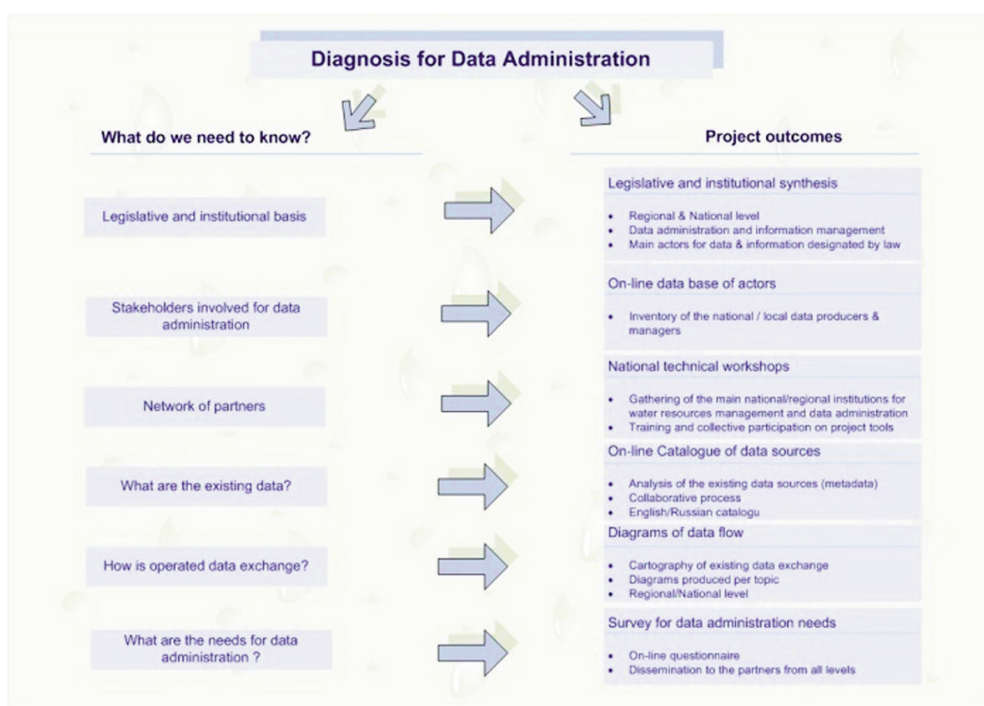 Diagnosis for Data Administration
What do we need to know?
Project outcomes
Legislative and institutional basis
Legislative and institutional synthesis
• Regional & National level
• Data administration and information management
• Main actors for data & information designated by law
Stakeholders involved for data
administration
On-line data base of actors
• Inventory of the national / local data producers &
managers
Network of partners
National technical workshops
• Gathering of the main national/regional institutions for
water resources management and data administration
• Training and collective participation on project tools
What are the existing data?
On-line Catalogue of data sources
• Analysis of the existing data sources (metadata)
• Collaborative process
• English/Russian catalogu
How is operated data exchange?
Diagrams of data flow
• Cartography of existing data exchange
• Diagrams produced per topic
• Regional/National level
What are the needs for data
administration ?
Survey for data administration needs
• On-line questionnaire
• Dissemination to the partners from all levels